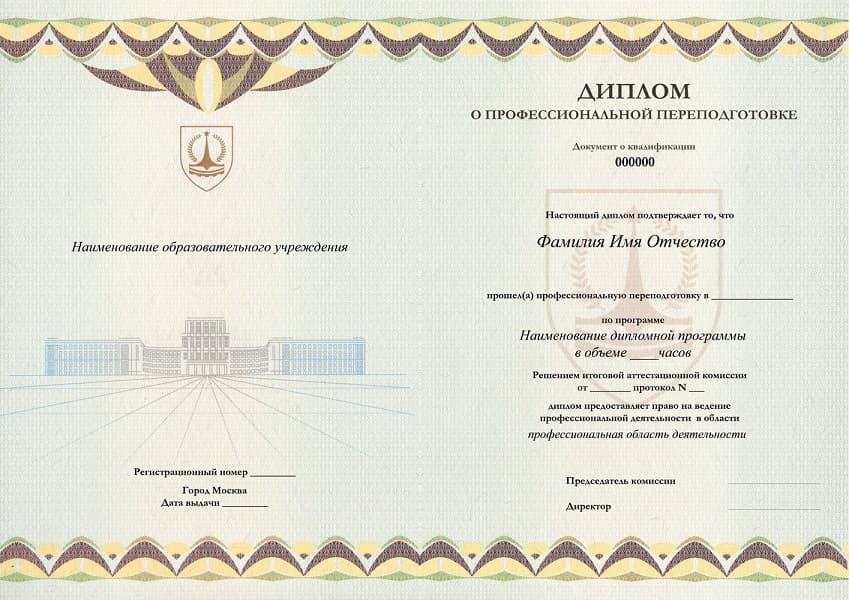 Наименование образовательного учреждения
Регистрационный номер _________
Город Москва
Дата выдачи _________
ДИПЛОМ
О ПРОФЕССИОНАЛЬНОЙ ПЕРЕПОДГОТОВКЕ
Документ о квалификации
000000
Настоящий диплом подтверждает то, что
Фамилия Имя Отчество
прошел(а) профессиональную переподготовку в ________________
по программе
Наименование дипломной программы
в объеме ____часов
Решением итоговой аттестационной комиссии
от ________ протокол N ___
диплом предоставляет право на ведение
профессиональной деятельности в области
профессиональная область деятельности
Председатель комиссии
Директор